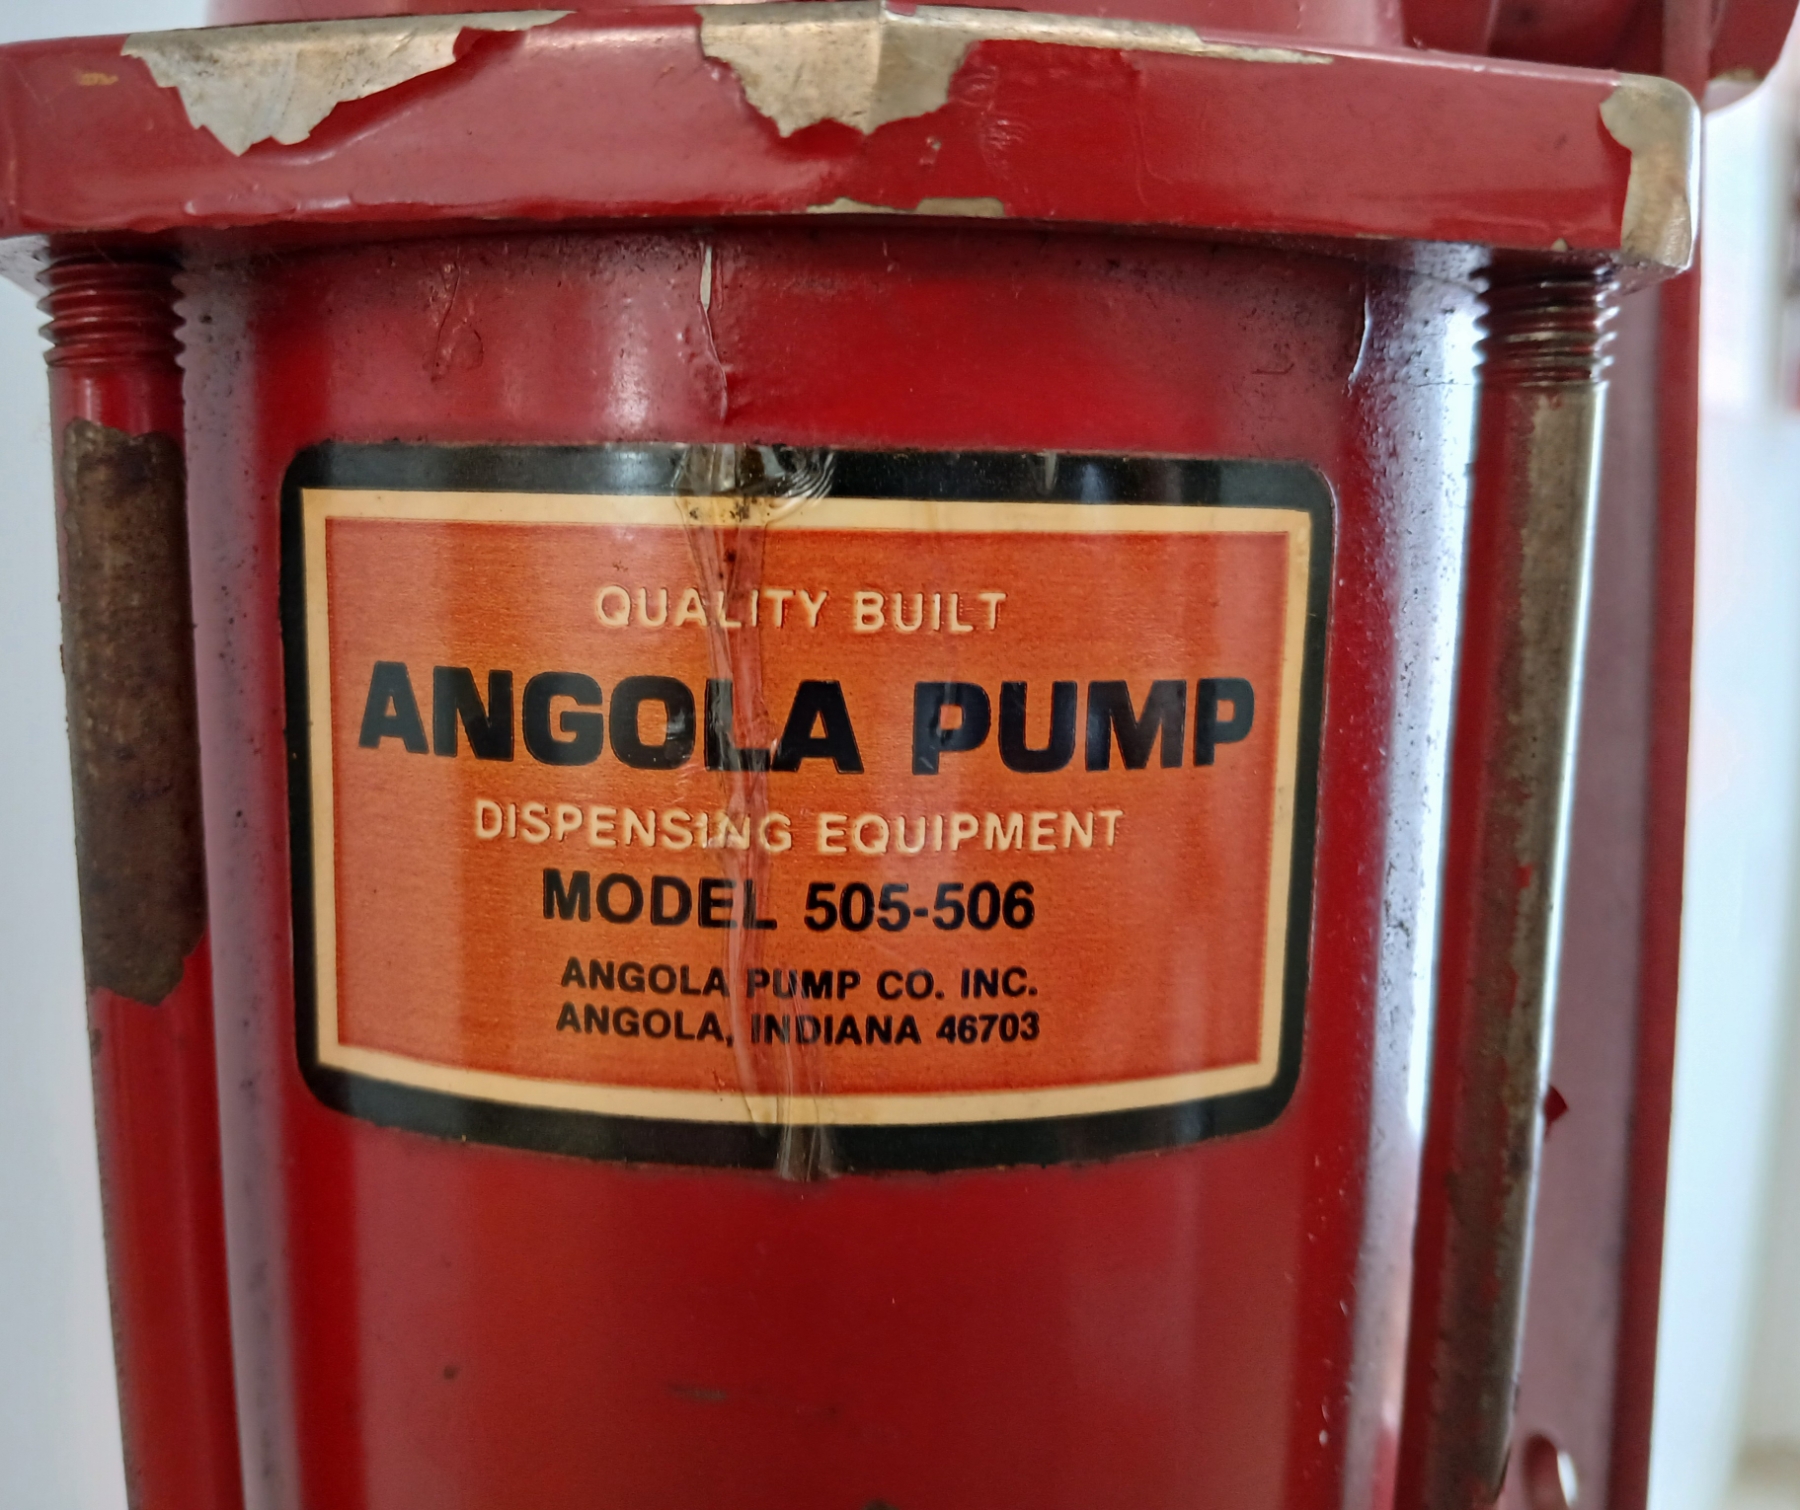 QUALITY BUILT
ANGOLA PUMP
DISPENSING EQUIPMENT
MODEL 505-506
ANGOLA PUMP CO. INC.
ANGOLA, INDIANA 46703